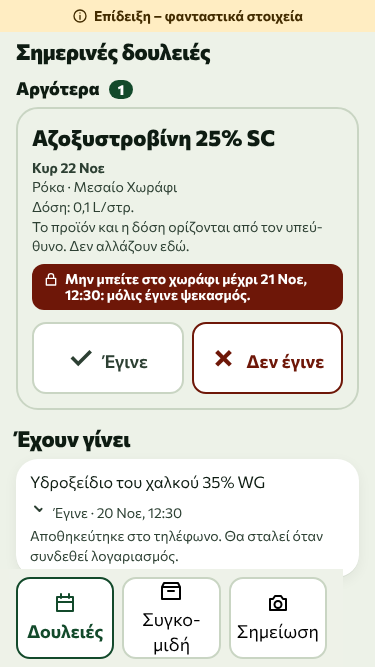 Επίδειξη – φανταστικά στοιχεία
Σημερινές δουλειές
Αργότερα 1
Αζοξυστροβίνη 25% SC
Κυρ 22 Νοε
Ρόκα · Μεσαίο Χωράφι
Δόση: 0,1 L/στρ.
Το προϊόν και η δόση ορίζονται από τον υπεύ-
θυνο. Δεν αλλάζουν εδώ.
Μην μπείτε στο χωράφι μέχρι 21 Νοε,
12:30: μόλις έγινε ψεκασμός.
Έγινε
Δεν έγινε
Έχουν γίνει
Υδροξείδιο του χαλκού 35% WG
Έγινε · 20 Νοε, 12:30
Αποθηκεύτηκε στο τηλέφωνο. Θα σταλεί όταν
συνδεθεί λογαριασμός.
Δουλειές
Συγκο-
μιδή
Σημείωση